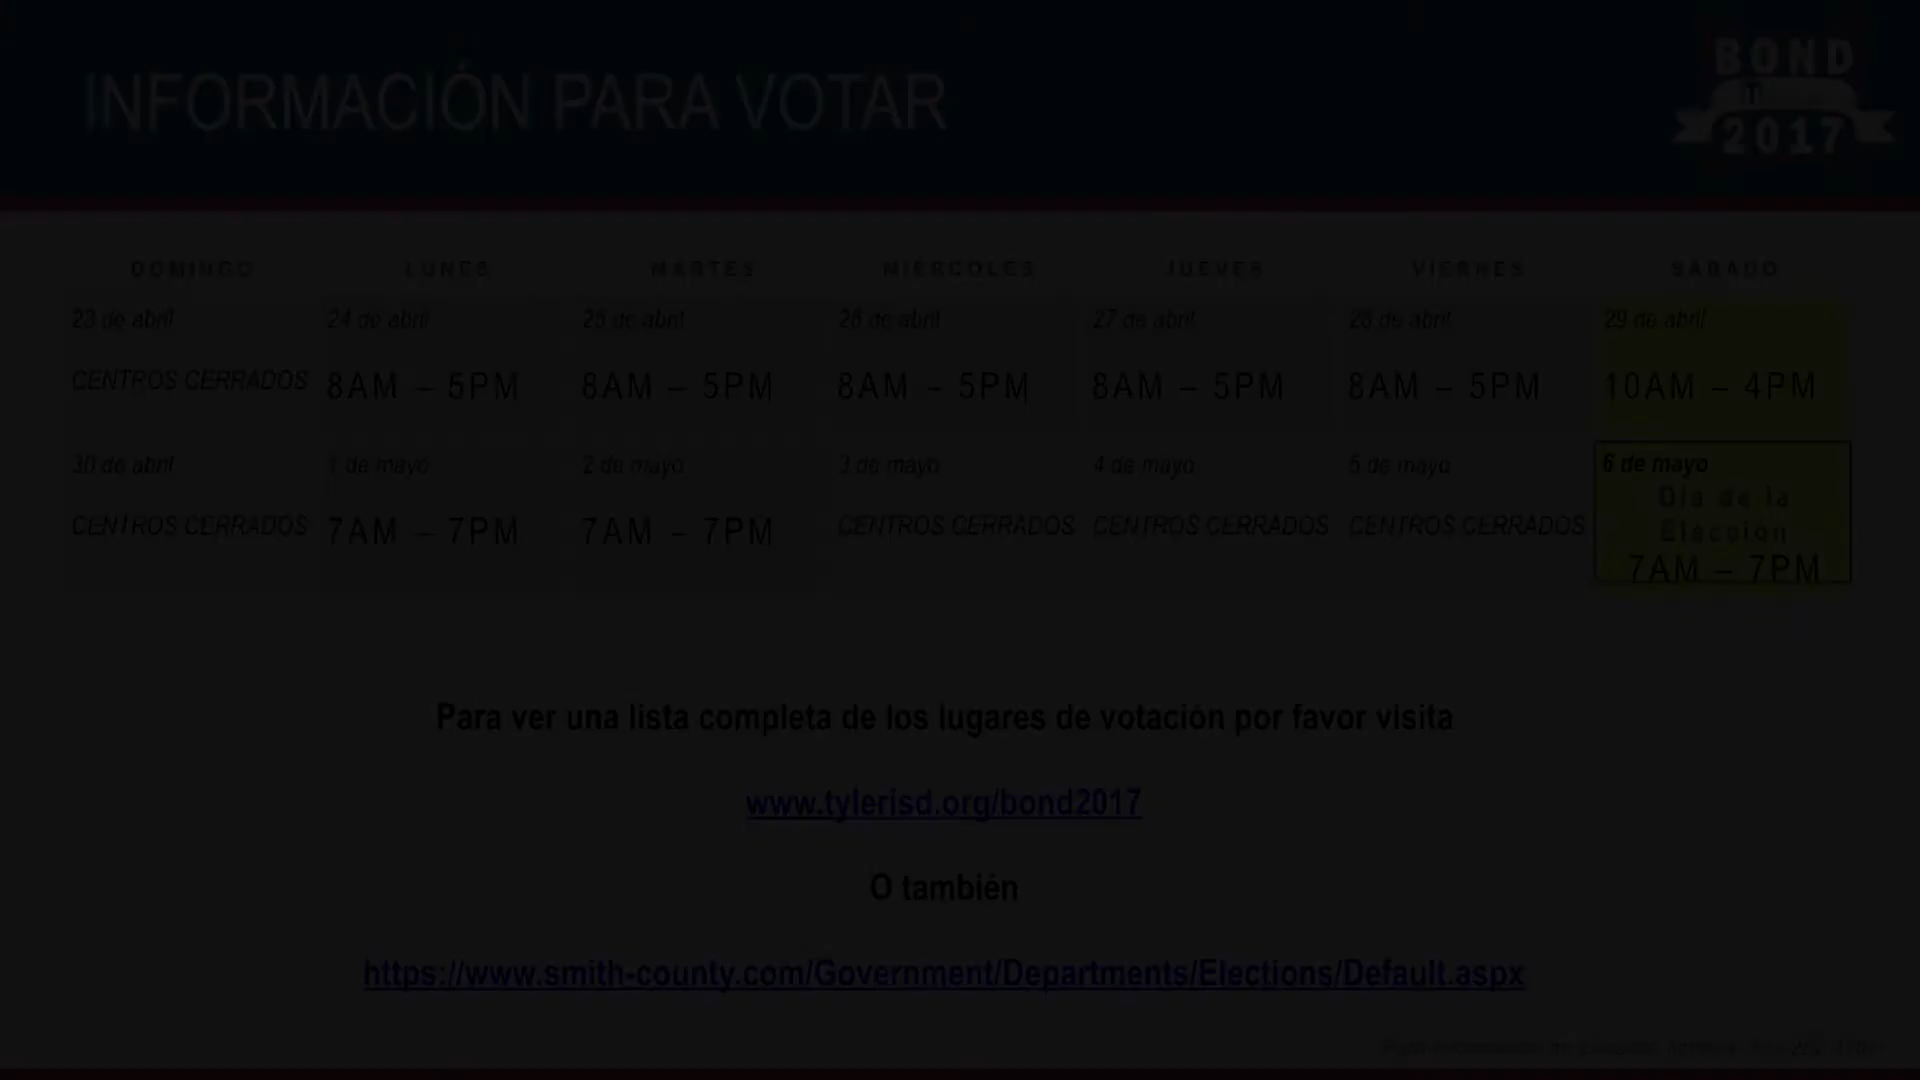 INFORMACIÓN PARA VOTAR
BOND
2017
DOMINGO LUNES MARTES MIERCOLES JUEVES VIERNES SÁBADO
23 de abril 24 de abril 25 de abril 26 de abril 27 de abril 28 de abril 29 de abril
CENTROS CERRADOS 8AM – 5PM 8AM – 5PM 8AM – 5PM 8AM – 5PM 8AM – 5PM 10AM – 4PM
30 de abril 1 de mayo 2 de mayo 3 de mayo 4 de mayo 5 de mayo 6 de mayo
Día de la
Elección
CENTROS CERRADOS 7AM – 7PM 7AM – 7PM CENTROS CERRADOS CENTROS CERRADOS CENTROS CERRADOS 7AM – 7PM
Para ver una lista completa de los lugares de votación por favor visita
www.tylerisd.org/bond2017
O también
https://www.smith-county.com/Government/Departments/Elections/Default.aspx